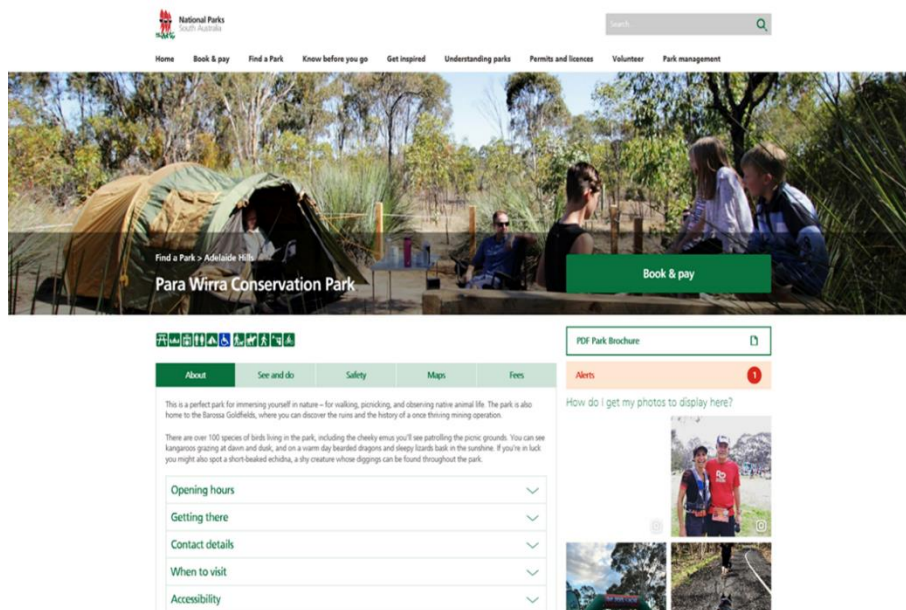 National Parks
South Australia
Search
Home Book & pay Find a Park Know before you go Get inspired Understanding parks Permits and licences Volunteer Park management
Find a Park > Adelaide Hills
Para Wirra Conservation Park
Book & pay
PDF Park Brochure
About See and do Safety Maps Fees
Alerts 1
This is a perfect park for immersing yourself in nature – for walking, picnicking, and observing native animal life. The park is also
home to the Barossa Goldfields, where you can discover the ruins and the history of a once thriving mining operation.
How do I get my photos to display here?
There are over 100 species of birds living in the park, including the cheeky emus you'll see patrolling the picnic grounds. You can see
kangaroos grazing at dawn and dusk, and on a warm day bearded dragons and sleepy lizards bask in the sunshine. If you're in luck
you might also spot a short-beaked echidna, a shy creature whose diggings can be found throughout the park.
Opening hours
Getting there
Contact details
When to visit
Accessibility